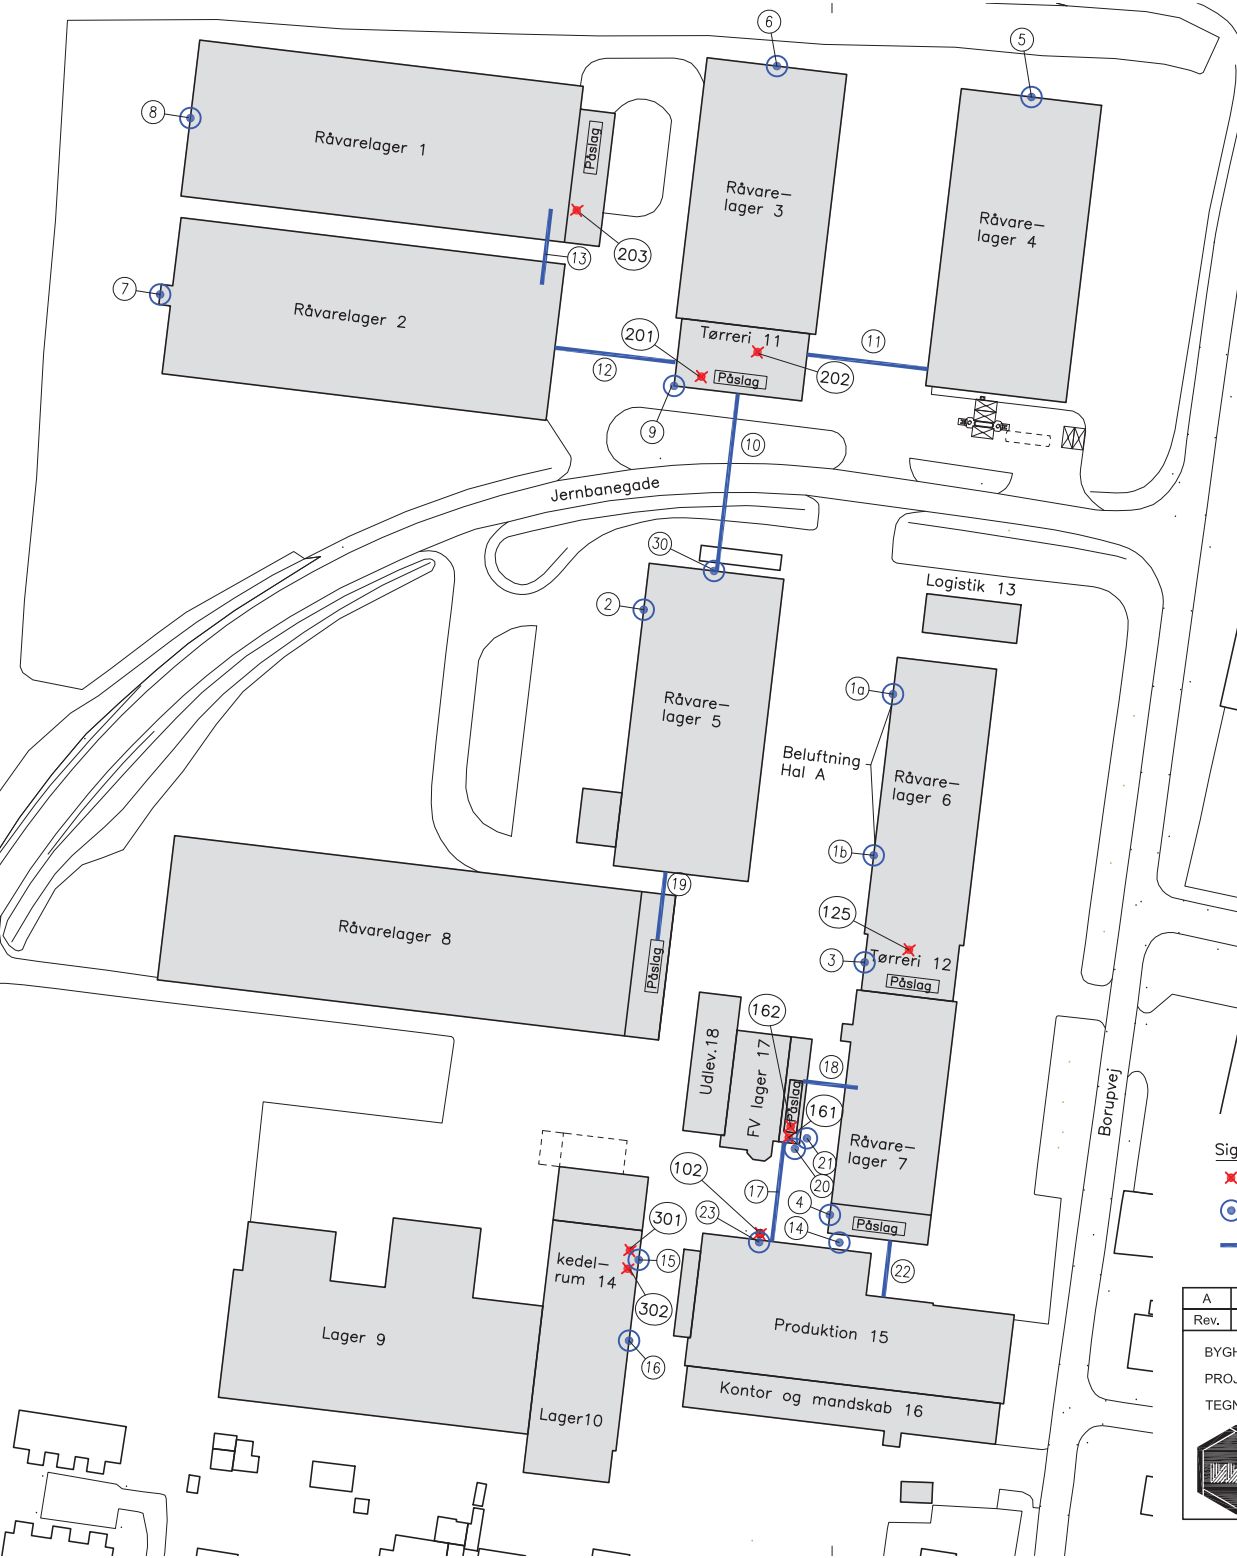 6
5
8
Råvarelager 1
Påslag
Råvare-
lager 3
Råvare-
lager 4
203
13
7
Råvarelager 2
201
Tørreri 11
11
12
Påslag
202
9
10
Jernbanegade
30
2
Logistik 13
1a
Råvare-
lager 5
Beluftning
Hal A
Råvare-
lager 6
1b
19
125
Råvarelager 8
Påslag
3
Tørreri 12
Påslag
162
Udlev.18
FV lager 17
Påslag
18
161
Borupvej
Råvare-
lager 7
21
20
102
17
4
14
Påslag
23
301
15
kedel-
rum 14
302
22
Lager 9
16
Produktion 15
Kontor og mandskab 16
Lager10
Sig
A
Rev.
BYGH
PROJ
TEGN